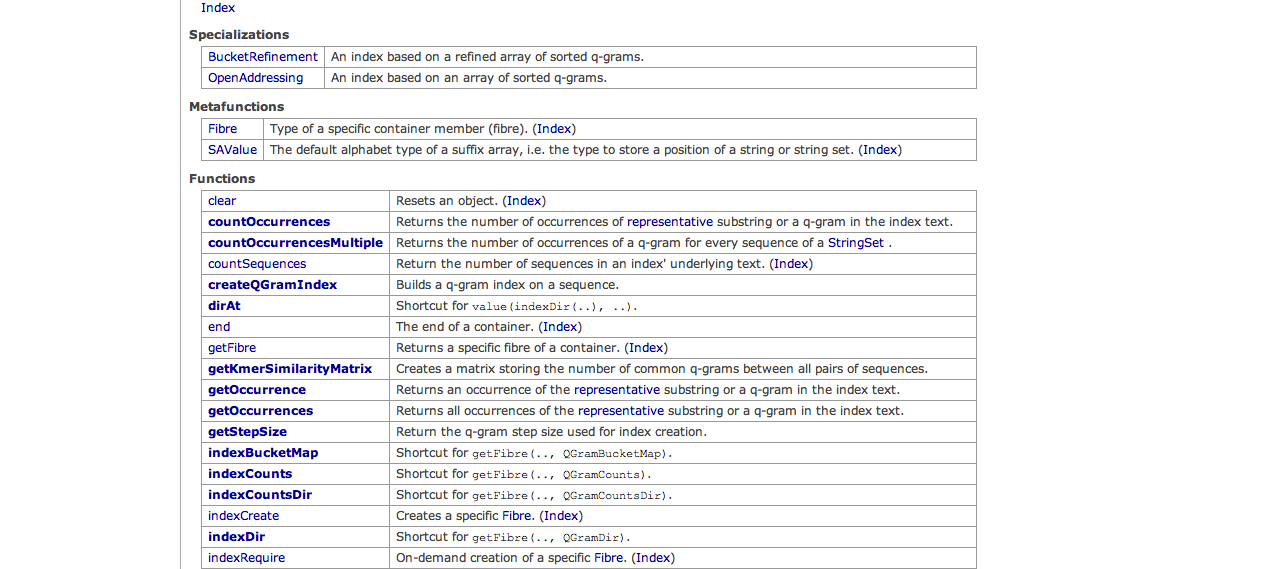 Index
Specializations
BucketRefinement An index based on a refined array of sorted q-grams.
OpenAddressing An index based on an array of sorted q-grams.
Metafunctions
Fibre Type of a specific container member (fibre). (Index)
SAValue The default alphabet type of a suffix array, i.e. the type to store a position of a string or string set. (Index)
Functions
clear Resets an object. (Index)
countOccurrences Returns the number of occurrences of representative substring or a q-gram in the index text.
countOccurrencesMultiple Returns the number of occurrences of a q-gram for every sequence of a StringSet .
countSequences Return the number of sequences in an index' underlying text. (Index)
createQGramIndex Builds a q-gram index on a sequence.
dirAt Shortcut for value(indexDir(..), ..).
end The end of a container. (Index)
getFibre Returns a specific fibre of a container. (Index)
getKmerSimilarityMatrix Creates a matrix storing the number of common q-grams between all pairs of sequences.
getOccurrence Returns an occurrence of the representative substring or a q-gram in the index text.
getOccurrences Returns all occurrences of the representative substring or a q-gram in the index text.
getStepSize Return the q-gram step size used for index creation.
indexBucketMap Shortcut for getFibre(.., QGramBucketMap).
indexCounts Shortcut for getFibre(.., QGramCounts).
indexCountsDir Shortcut for getFibre(.., QGramCountsDir).
indexCreate Creates a specific Fibre. (Index)
indexDir Shortcut for getFibre(.., QGramDir).
indexRequire On-demand creation of a specific Fibre. (Index)